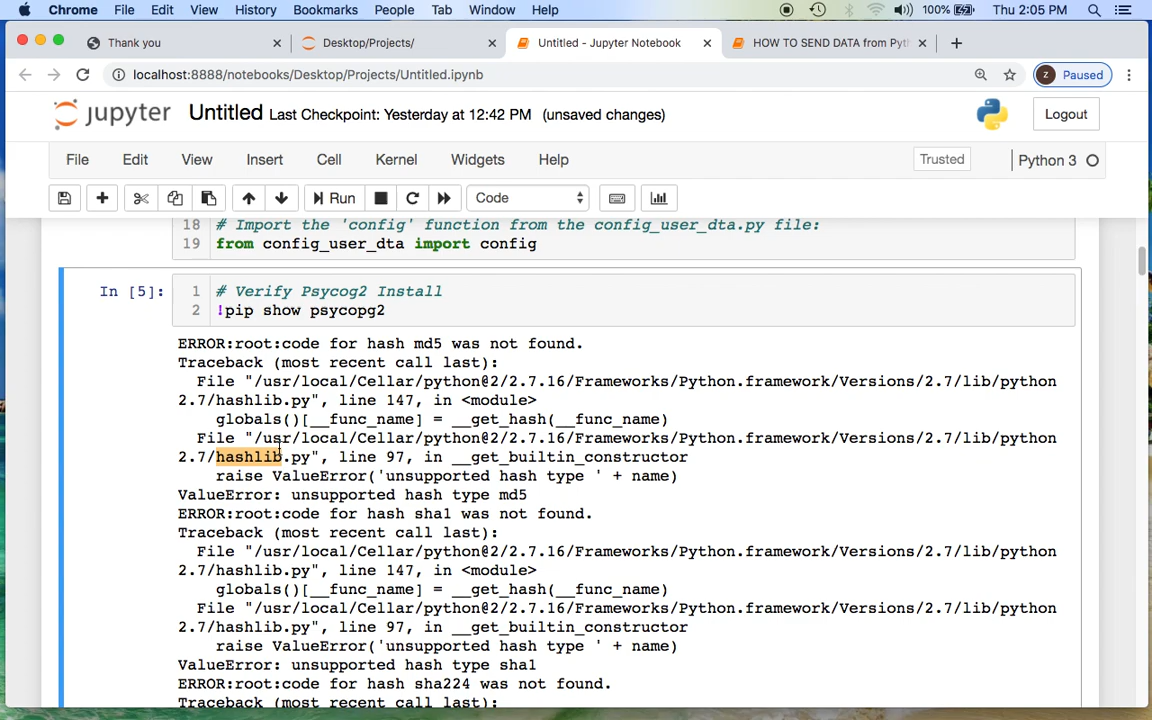 Chrome File Edit View History Bookmarks People Tab Window Help 100% Thu 2:05 PM
Thank you Desktop/Projects/ Untitled - Jupyter Notebook HOW TO SEND DATA from Pyth
localhost:8888/notebooks/Desktop/Projects/Untitled.ipynb z Paused
jupyter Untitled Last Checkpoint: Yesterday at 12:42 PM (unsaved changes) Logout
File Edit View Insert Cell Kernel Widgets Help Trusted Python 3
Run Code
18 # Import the 'config' function from the config_user_dta.py file:
19 from config_user_dta import config
In [5]: 1 # Verify Psycog2 Install
2 !pip show psycopg2
ERROR:root:code for hash md5 was not found.
Traceback (most recent call last):
File "/usr/local/Cellar/python@2/2.7.16/Frameworks/Python.framework/Versions/2.7/lib/python
2.7/hashlib.py", line 147, in <module>
globals()[__func_name] = __get_hash(__func_name)
File "/usr/local/Cellar/python@2/2.7.16/Frameworks/Python.framework/Versions/2.7/lib/python
2.7/hashlib.py", line 97, in __get_builtin_constructor
raise ValueError('unsupported hash type ' + name)
ValueError: unsupported hash type md5
ERROR:root:code for hash sha1 was not found.
Traceback (most recent call last):
File "/usr/local/Cellar/python@2/2.7.16/Frameworks/Python.framework/Versions/2.7/lib/python
2.7/hashlib.py", line 147, in <module>
globals()[__func_name] = __get_hash(__func_name)
File "/usr/local/Cellar/python@2/2.7.16/Frameworks/Python.framework/Versions/2.7/lib/python
2.7/hashlib.py", line 97, in __get_builtin_constructor
raise ValueError('unsupported hash type ' + name)
ValueError: unsupported hash type sha1
ERROR:root:code for hash sha224 was not found.
Traceback (most recent call last):